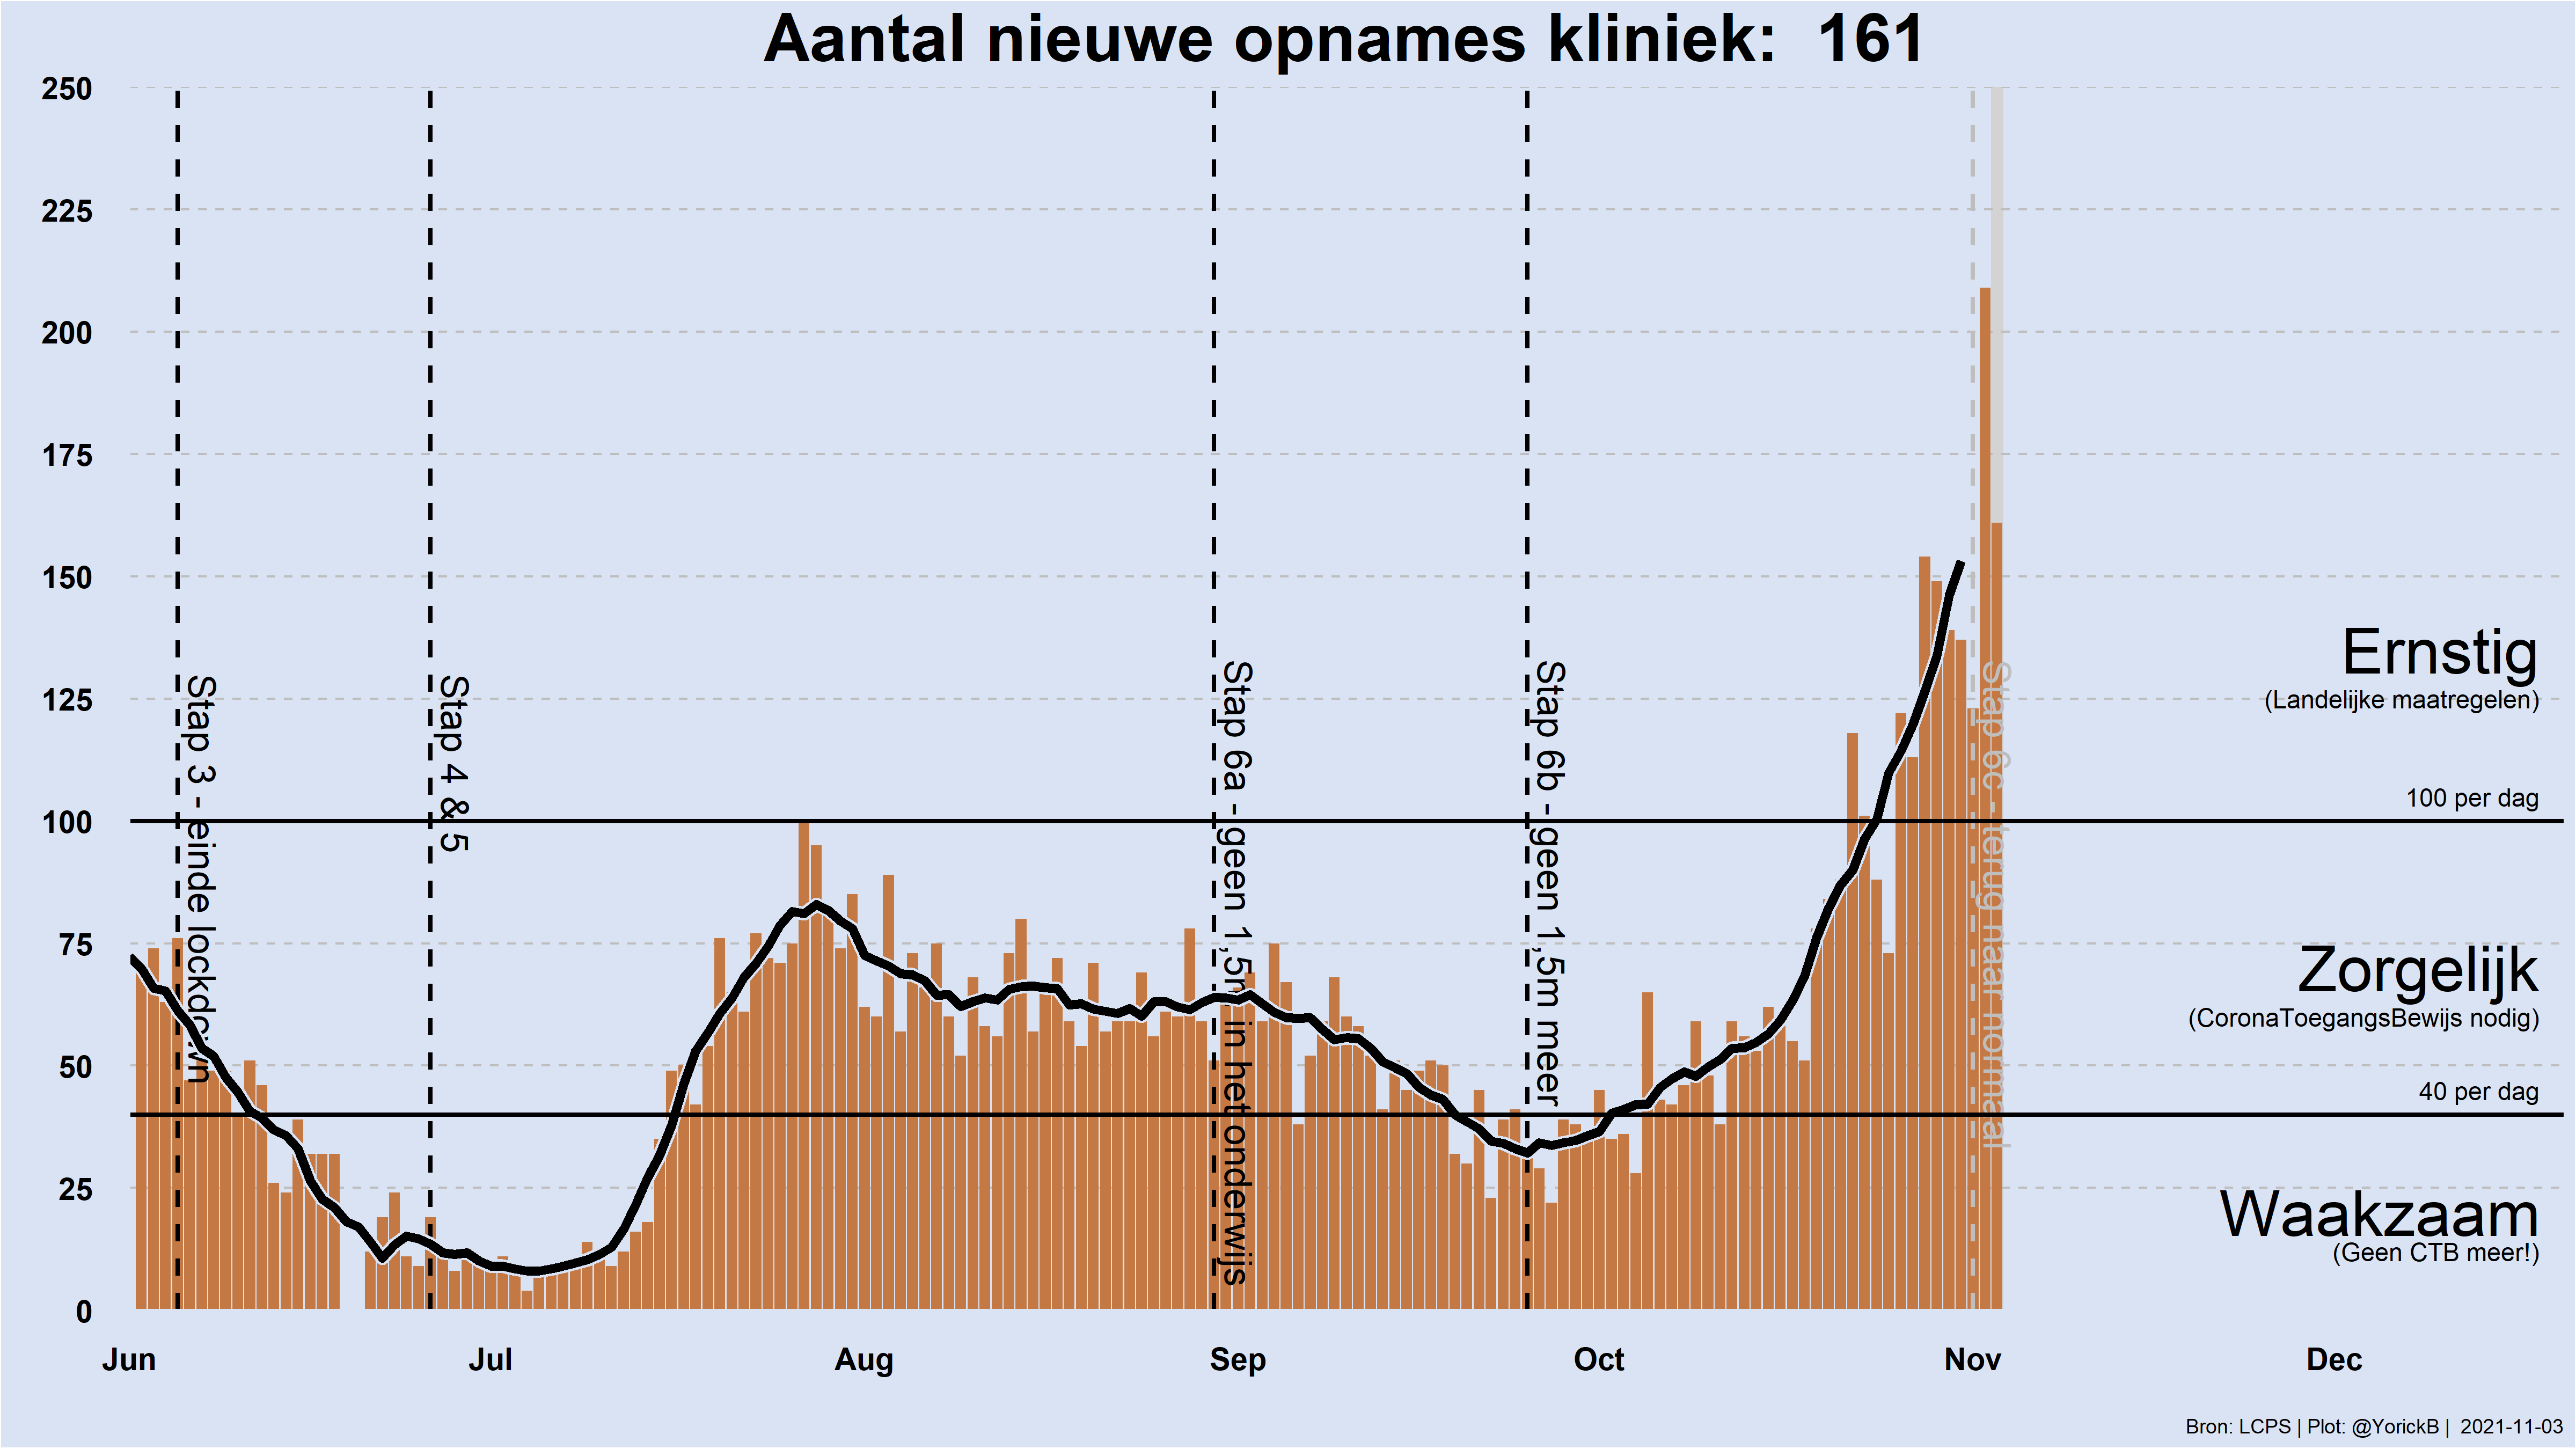 Aantal nieuwe opnames kliniek:  161
250
225
200
175
150
125
100
75
50
25
0
Stap 3 - einde lockdown
Stap 4 & 5
Stap 6a - geen 1,5m in het onderwijs
Stap 6b - geen 1,5m meer
Stap 6c - terug naar normaal
Ernstig
(Landelijke maatregelen)
100 per dag
Zorgelijk
(CoronaToegangsBewijs nodig)
40 per dag
Waakzaam
(Geen CTB meer!)
Jun
Jul
Aug
Sep
Oct
Nov
Dec
Bron: LCPS | Plot: @YorickB |  2021-11-03